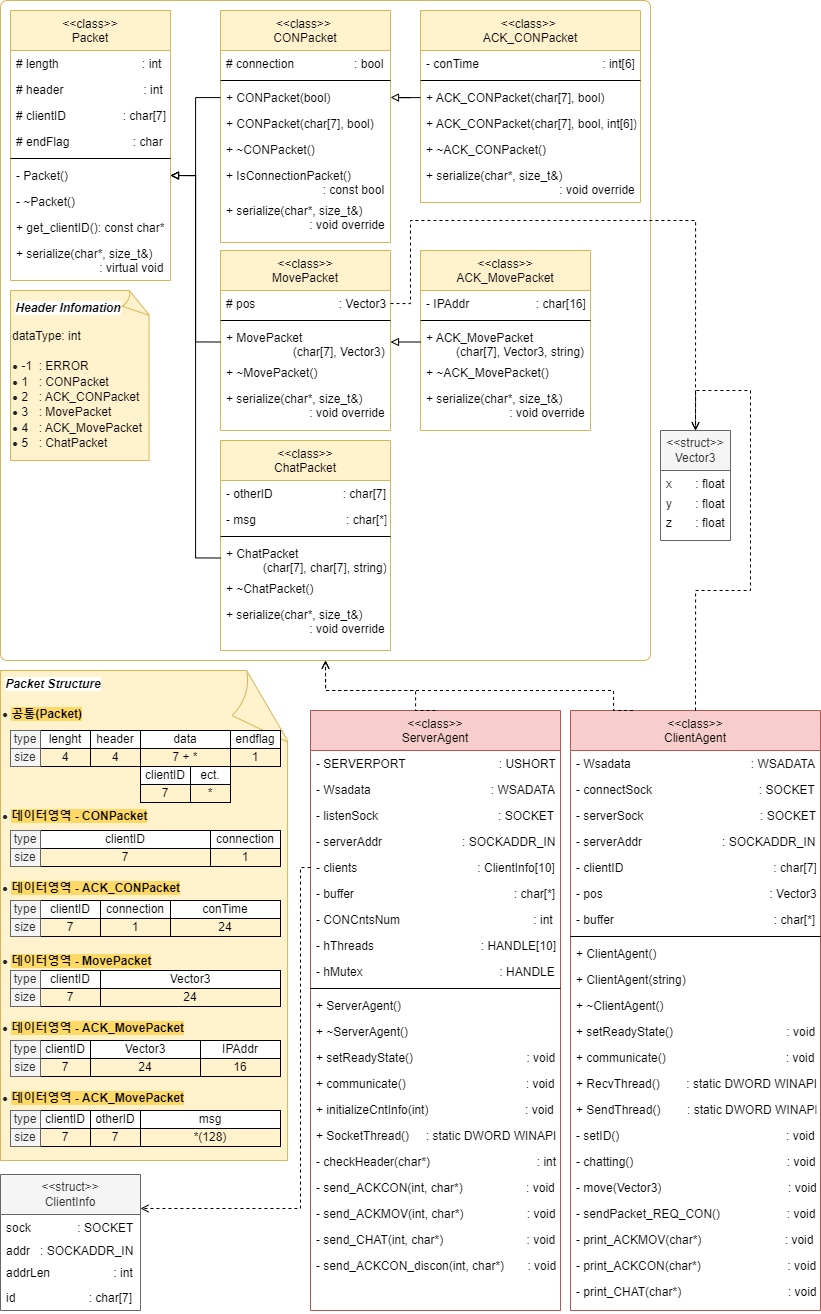 <<class>>
Packet
# length : int
# header : int
# clientID : char[7]
# endFlag : char
- Packet()
- ~Packet()
+ get_clientID(): const char*
+ serialize(char*, size_t&)
: virtual void
<<class>>
CONPacket
# connection : bool
+ CONPacket(bool)
+ CONPacket(char[7], bool)
+ ~CONPacket()
+ IsConnectionPacket()
: const bool
+ serialize(char*, size_t&)
: void override
<<class>>
ACK_CONPacket
- conTime : int[6]
+ ACK_CONPacket(char[7], bool)
+ ACK_CONPacket(char[7], bool, int[6])
+ ~ACK_CONPacket()
+ serialize(char*, size_t&)
: void override
<<class>>
MovePacket
# pos : Vector3
+ MovePacket
(char[7], Vector3)
+ ~MovePacket()
+ serialize(char*, size_t&)
: void override
<<class>>
ACK_MovePacket
- IPAddr : char[16]
+ ACK_MovePacket
(char[7], Vector3, string)
+ ~ACK_MovePacket()
+ serialize(char*, size_t&)
: void override
Header Infomation
dataType: int
• -1 : ERROR
• 1 : CONPacket
• 2 : ACK_CONPacket
• 3 : MovePacket
• 4 : ACK_MovePacket
• 5 : ChatPacket
<<class>>
ChatPacket
- otherID : char[7]
- msg : char[*]
+ ChatPacket
(char[7], char[7], string)
+ ~ChatPacket()
+ serialize(char*, size_t&)
: void override
<<struct>>
Vector3
x : float
y : float
z : float
Packet Structure
• 공통(Packet)
type lenght header data endflag
size 4 4 7 + * 1
clientID ect.
7 *
• 데이터영역 - CONPacket
type clientID connection
size 7 1
• 데이터영역 - ACK_CONPacket
type clientID connection conTime
size 7 1 24
• 데이터영역 - MovePacket
type clientID Vector3
size 7 24
• 데이터영역 - ACK_MovePacket
type clientID Vector3 IPAddr
size 7 24 16
• 데이터영역 - ACK_MovePacket
type clientID otherID msg
size 7 7 *(128)
<<struct>>
ClientInfo
sock : SOCKET
addr : SOCKADDR_IN
addrLen : int
id : char[7]
<<class>>
ServerAgent
- SERVERPORT : USHORT
- Wsadata : WSADATA
- listenSock : SOCKET
- serverAddr : SOCKADDR_IN
- clients : ClientInfo[10]
- buffer : char[*]
- CONCntsNum : int
- hThreads : HANDLE[10]
- hMutex : HANDLE
+ ServerAgent()
+ ~ServerAgent()
+ setReadyState() : void
+ communicate() : void
+ initializeCntInfo(int) : void
+ SocketThread() : static DWORD WINAPI
- checkHeader(char*) : int
- send_ACKCON(int, char*) : void
- send_ACKMOV(int, char*) : void
- send_CHAT(int, char*) : void
- send_ACKCON_discon(int, char*) : void
<<class>>
ClientAgent
- Wsadata : WSADATA
- connectSock : SOCKET
- serverSock : SOCKET
- serverAddr : SOCKADDR_IN
- clientID : char[7]
- pos : Vector3
- buffer : char[*]
+ ClientAgent()
+ ClientAgent(string)
+ ~ClientAgent()
+ setReadyState() : void
+ communicate() : void
+ RecvThread() : static DWORD WINAPI
+ SendThread() : static DWORD WINAPI
- setID() : void
- chatting() : void
- move(Vector3) : void
- sendPacket_REQ_CON() : void
- print_ACKMOV(char*) : void
- print_ACKCON(char*) : void
- print_CHAT(char*) : void